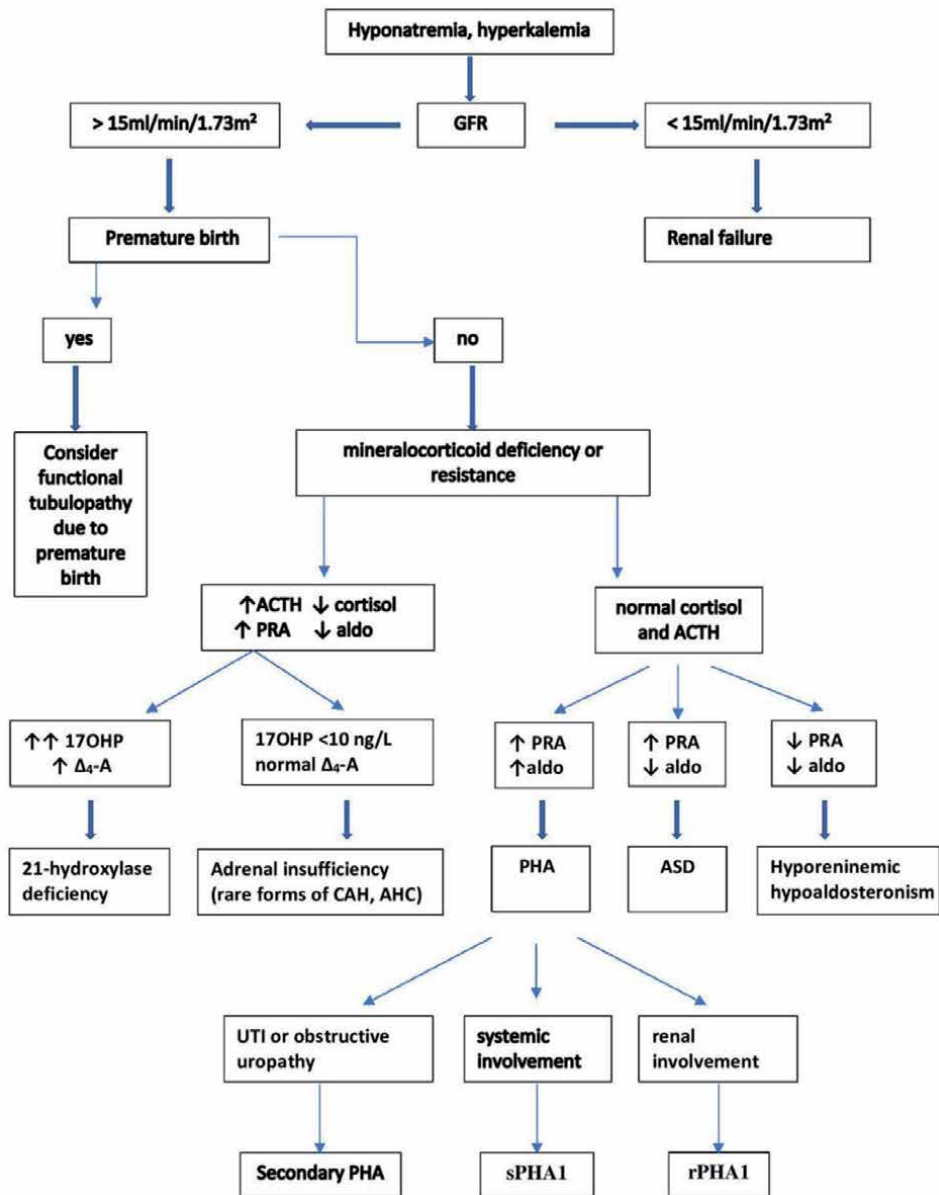 Hyponatremia, hyperkalemia
> 15ml/min/1.73m²
GFR
< 15ml/min/1.73m²
Premature birth
Renal failure
yes
no
Consider
functional
tubulopathy
due to
premature
birth
mineralocorticoid deficiency or
resistance
↑ACTH ↓ cortisol
↑ PRA ↓ aldo
normal cortisol
and ACTH
↑↑ 17OHP
↑ Δ₄-A
17OHP <10 ng/L
normal Δ₄-A
↑ PRA
↑aldo
↑ PRA
↓ aldo
↓ PRA
↓ aldo
21-hydroxylase
deficiency
Adrenal insufficiency
(rare forms of CAH, AHC)
PHA
ASD
Hyporeninemic
hypoaldosteronism
UTI or obstructive
uropathy
systemic
involvement
renal
involvement
Secondary PHA
sPHA1
rPHA1